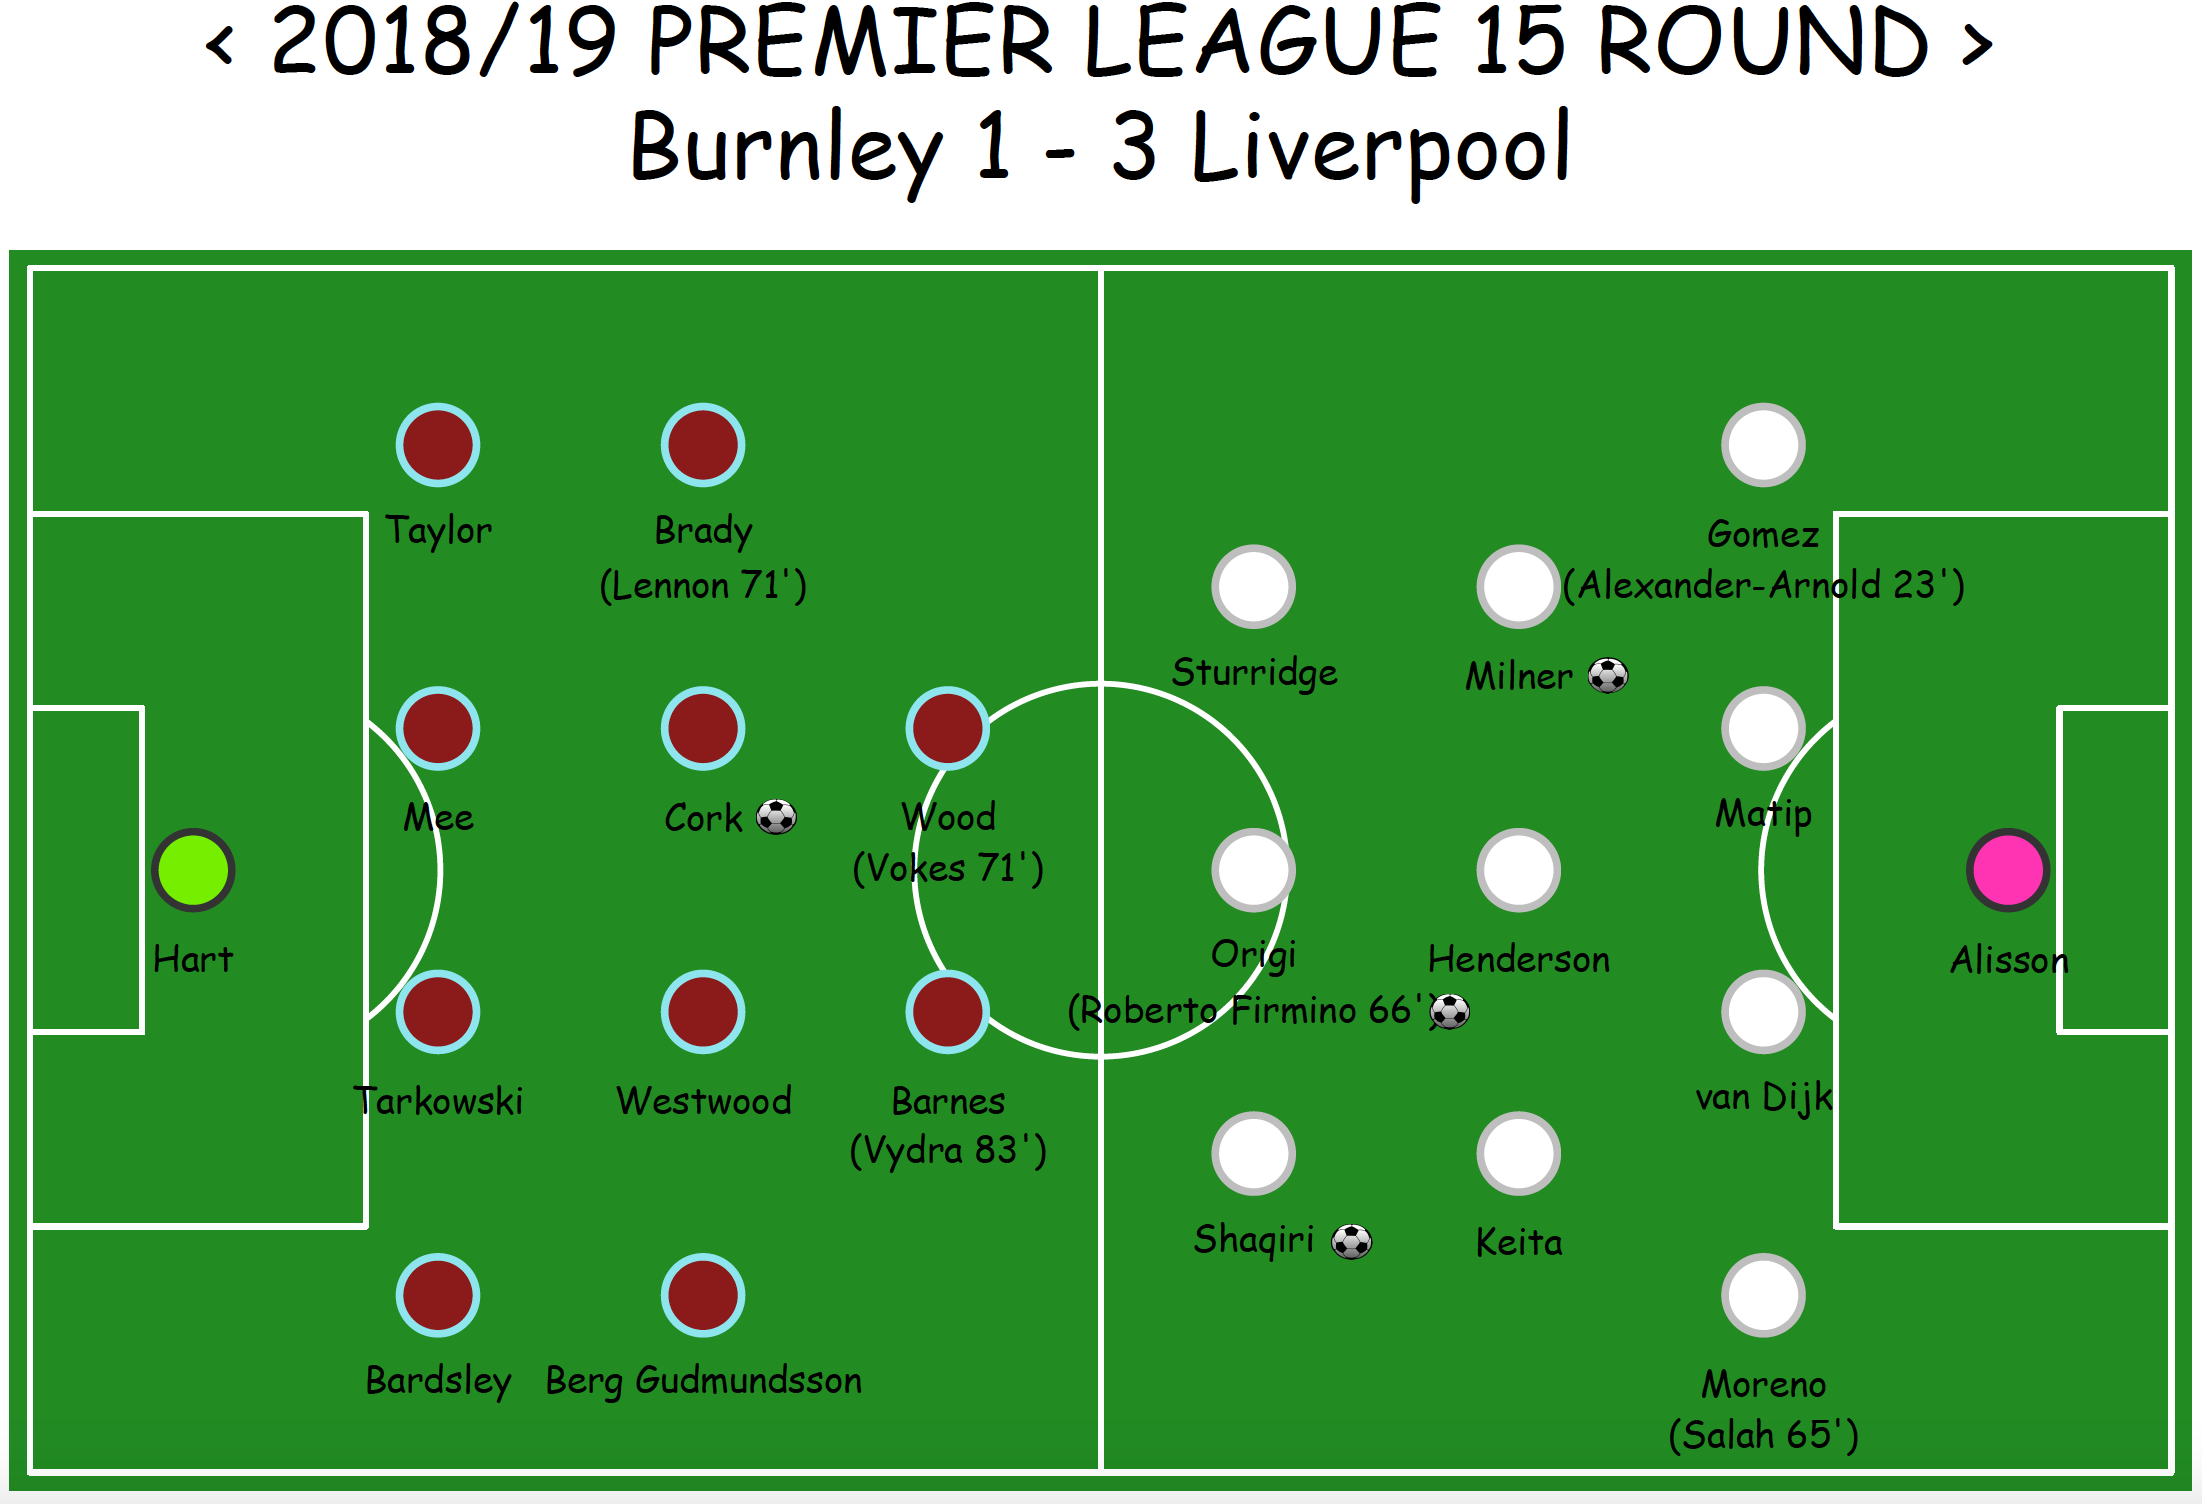 < 2018/19 PREMIER LEAGUE 15 ROUND >
Burnley 1 - 3 Liverpool
Taylor
Brady
(Lennon 71')
Gomez
(Alexander-Arnold 23')
Sturridge
Milner
Mee
Cork
Wood
(Vokes 71')
Matip
Hart
Origi
(Roberto Firmino 66')
Henderson
Alisson
Tarkowski
Westwood
Barnes
(Vydra 83')
van Dijk
Shaqiri
Keita
Bardsley
Berg Gudmundsson
Moreno
(Salah 65')